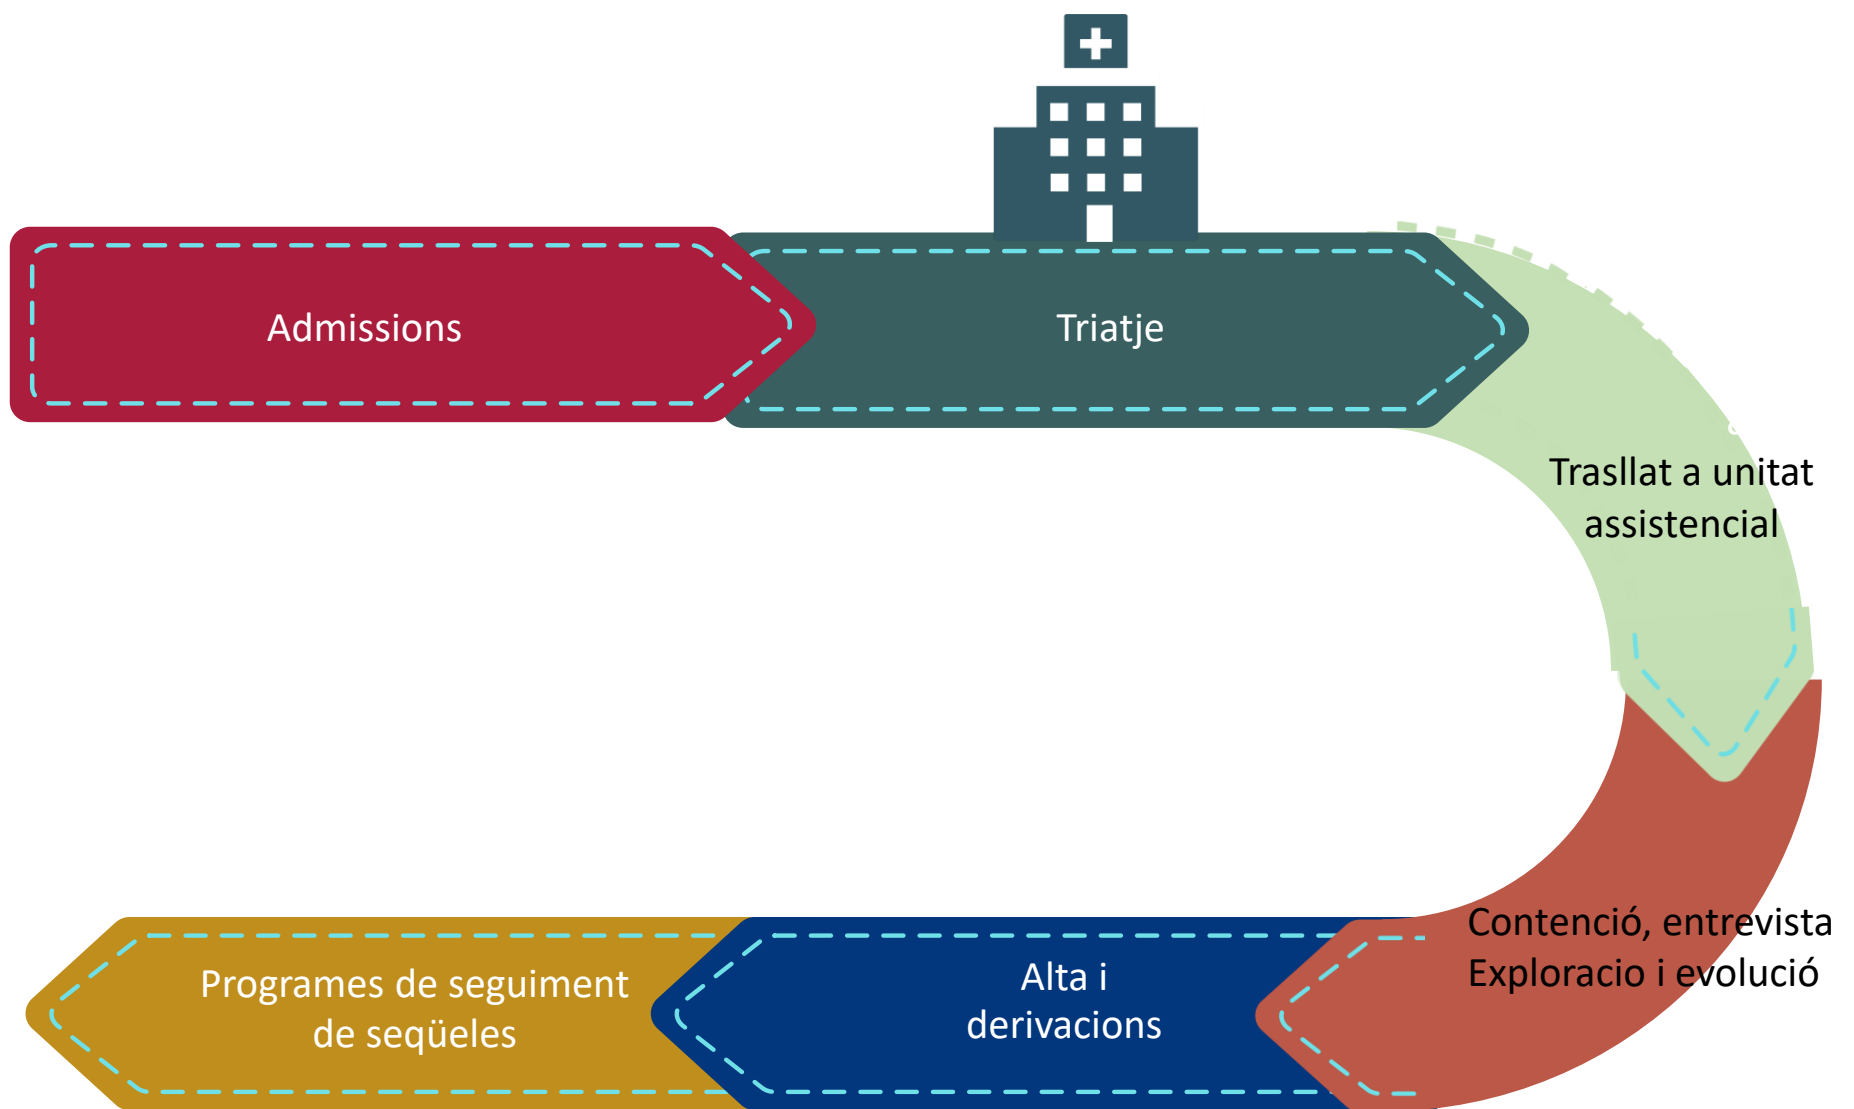 Admissions
Triatje
Trasllat a unitat
assistencial
Contenció, entrevista
Exploracio i evolució
Alta i
derivacions
Programes de seguiment
de seqüeles